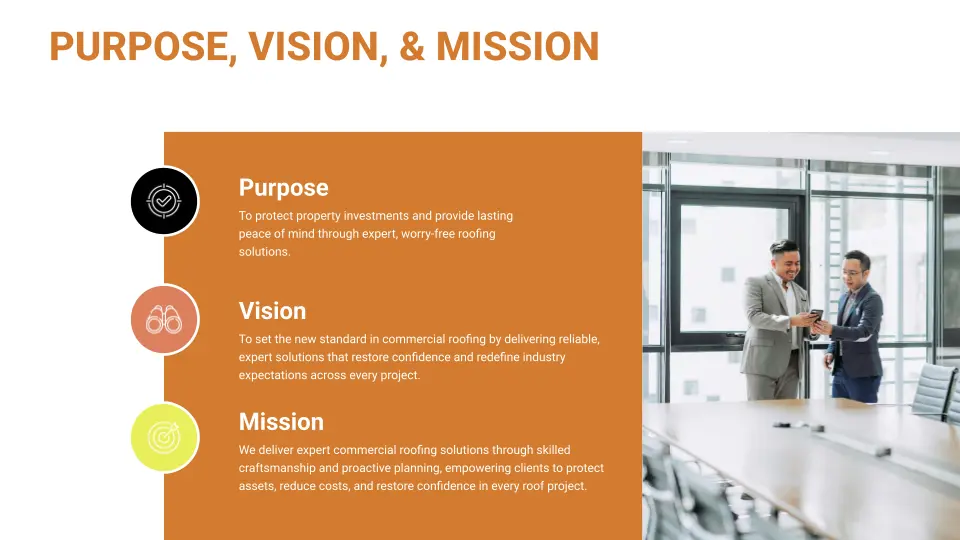 PURPOSE, VISION, & MISSION
Purpose
To protect property investments and provide lasting
peace of mind through expert, worry-free roofing
solutions.
Vision
To set the new standard in commercial roofing by delivering reliable,
expert solutions that restore confidence and redefine industry
expectations across every project.
Mission
We deliver expert commercial roofing solutions through skilled
craftsmanship and proactive planning, empowering clients to protect
assets, reduce costs, and restore confidence in every roof project.